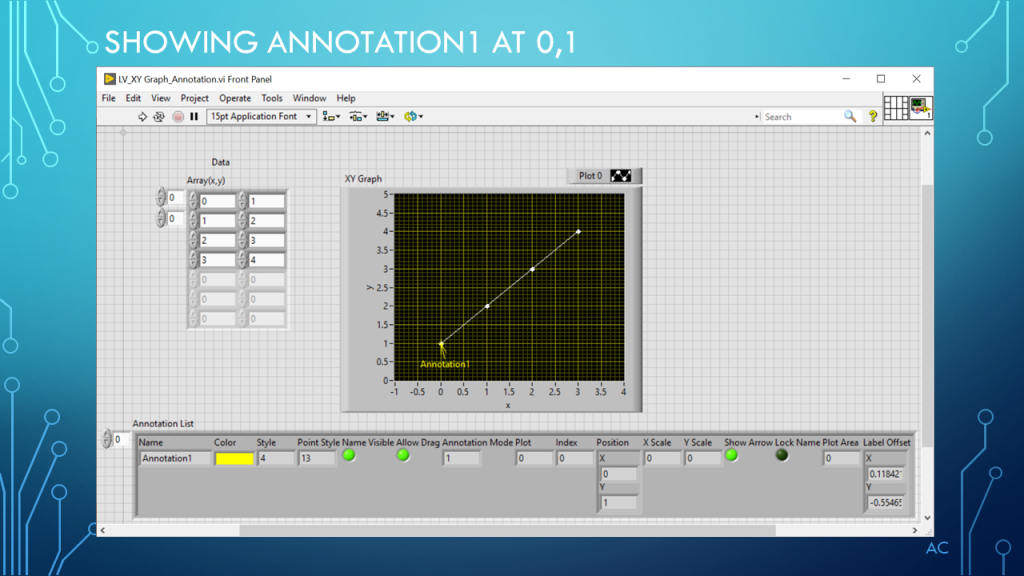 SHOWING ANNOTATION1 AT 0,1
LV_XY Graph_Annotation.vi Front Panel
File Edit View Project Operate Tools Window Help
15pt Application Font
Search
?
1
Data
Array(x,y)
0
0
0 1
1 2
2 3
3 4
0 0
0 0
0 0
XY Graph
Plot 0
5
4.5
4
3.5
3
2.5
2
1.5
1
0.5
0
y
Annotation1
-1 -0.5 0 0.5 1 1.5 2 2.5 3 3.5 4
x
Annotation List
0
Name Color Style Point Style Name Visible Allow Drag Annotation Mode Plot Index Position X Scale Y Scale Show Arrow Lock Name Plot Area Label Offset
Annotation1 4 13 1 0 0 X 0 0 0 X
0 0.11842
Y Y
1 -0.5546
AC